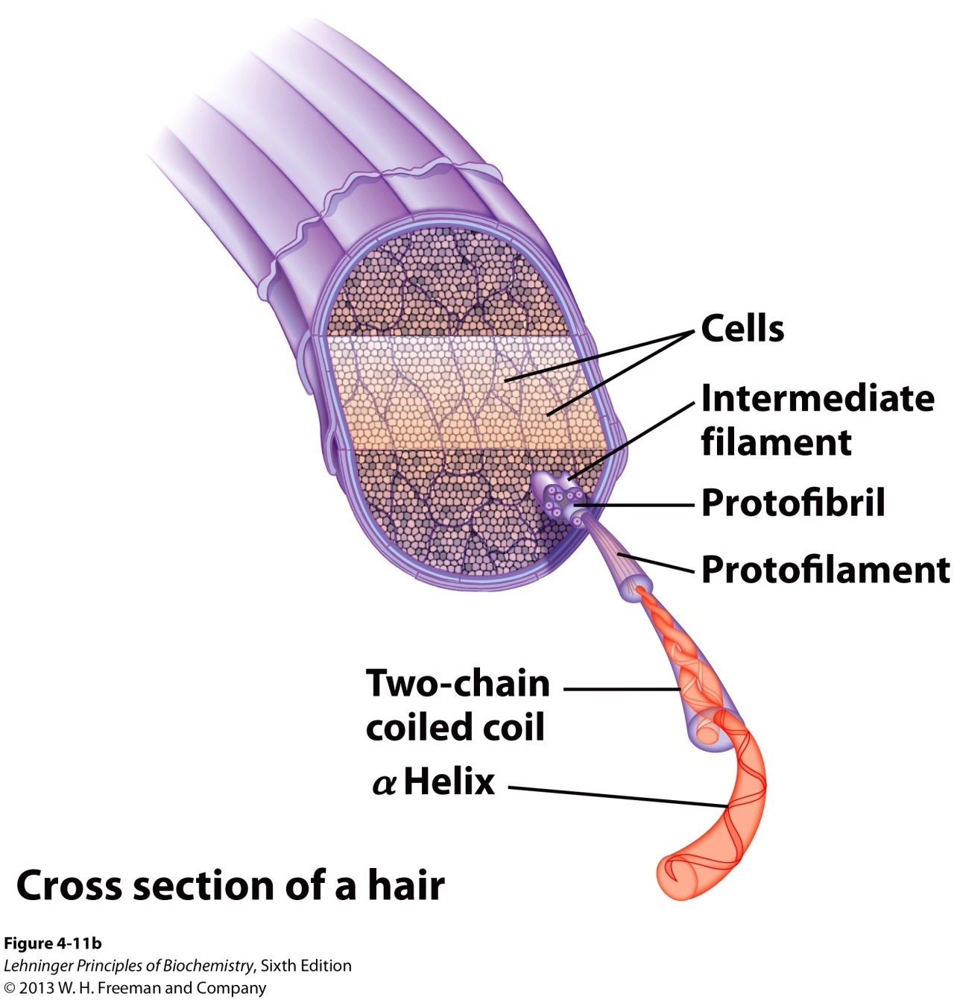 Cells
Intermediate
filament
Protofibril
Protofilament
Two-chain
coiled coil
α Helix
Cross section of a hair
Figure 4-11b
Lehninger Principles of Biochemistry, Sixth Edition
© 2013 W. H. Freeman and Company